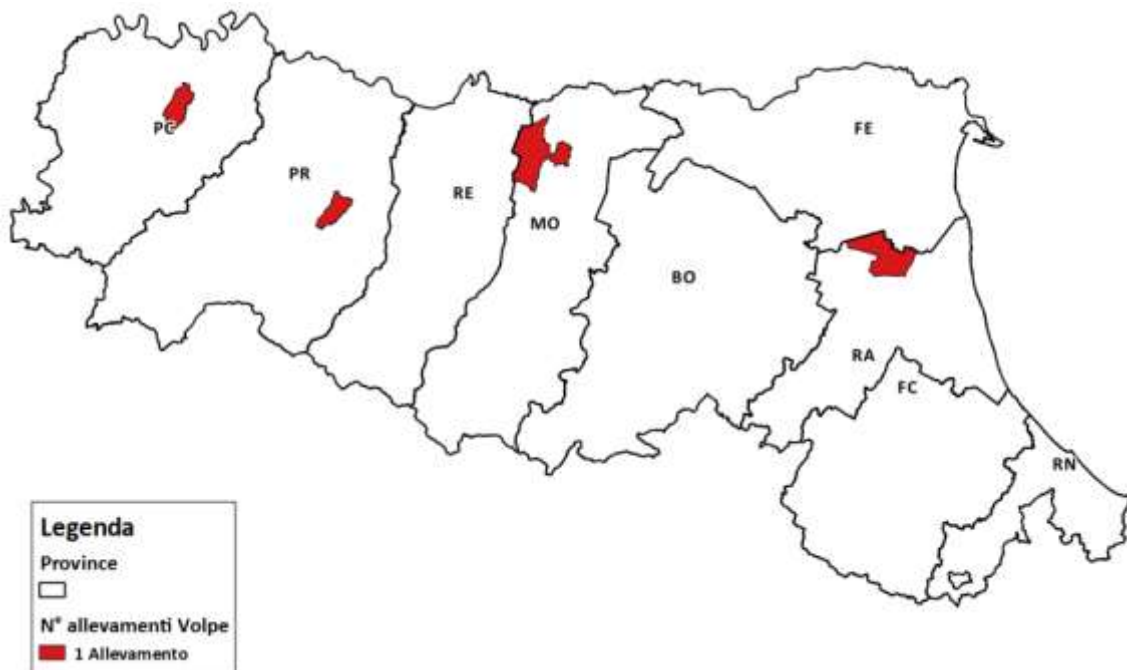 PC
PR
RE
MO
FE
BO
RA
FC
RN
Legenda
Province
N° allevamenti Volpe
1 Allevamento